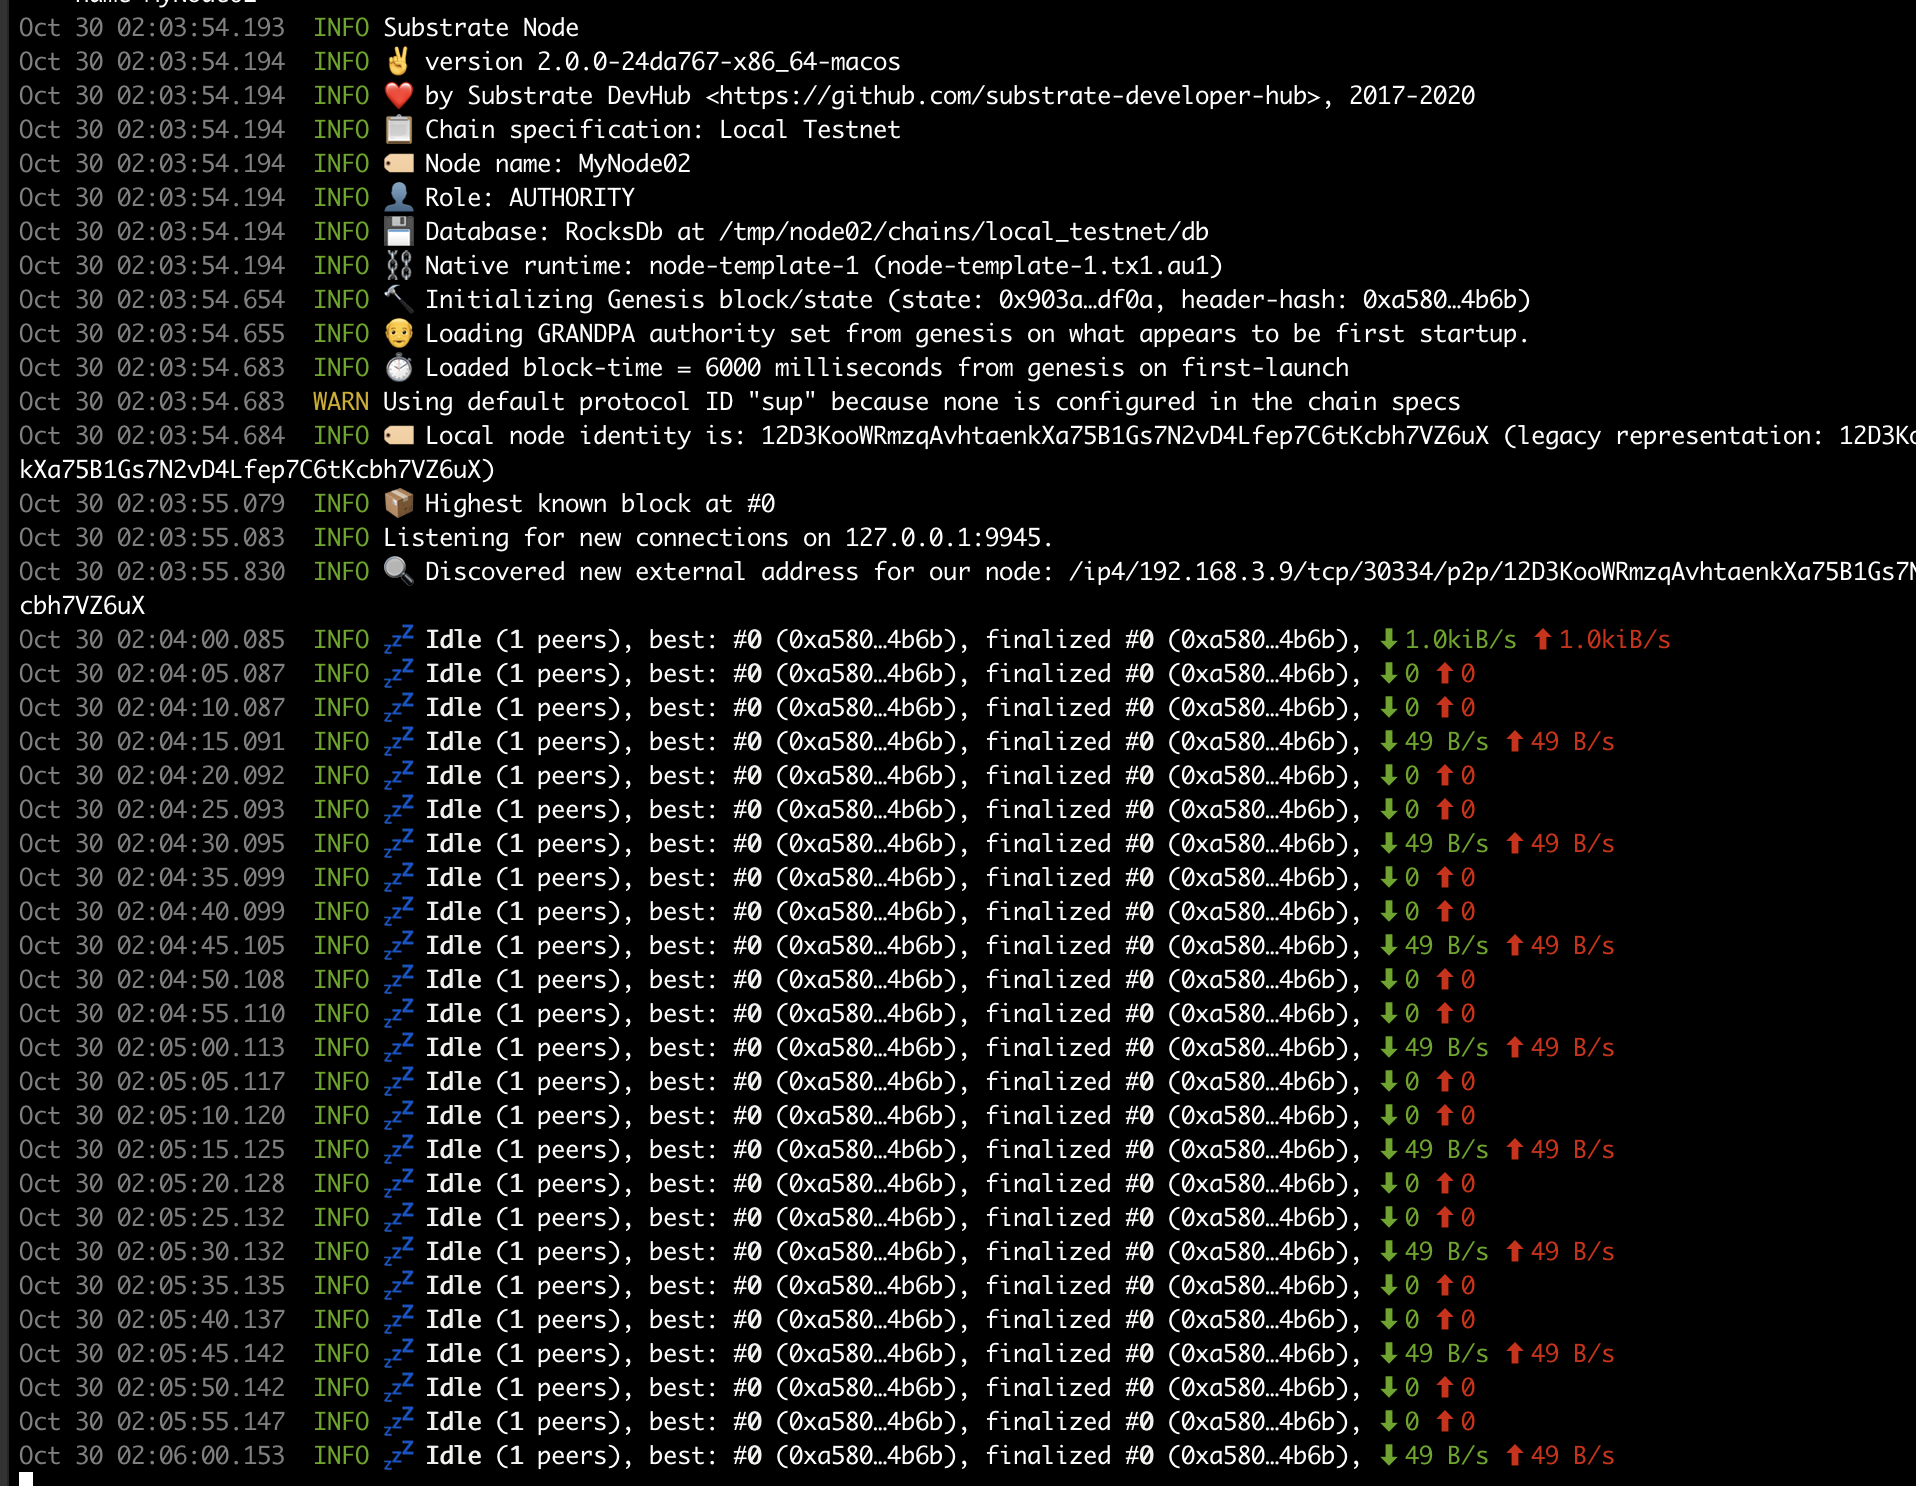 name MyNode02
Oct 30 02:03:54.193 INFO Substrate Node
Oct 30 02:03:54.194 INFO ✌️ version 2.0.0-24da767-x86_64-macos
Oct 30 02:03:54.194 INFO ❤️ by Substrate DevHub <https://github.com/substrate-developer-hub>, 2017-2020
Oct 30 02:03:54.194 INFO 📋 Chain specification: Local Testnet
Oct 30 02:03:54.194 INFO 🏷 Node name: MyNode02
Oct 30 02:03:54.194 INFO 👤 Role: AUTHORITY
Oct 30 02:03:54.194 INFO 💾 Database: RocksDb at /tmp/node02/chains/local_testnet/db
Oct 30 02:03:54.194 INFO ⛓ Native runtime: node-template-1 (node-template-1.tx1.au1)
Oct 30 02:03:54.654 INFO 🔨 Initializing Genesis block/state (state: 0x903a…df0a, header-hash: 0xa580…4b6b)
Oct 30 02:03:54.655 INFO 👴 Loading GRANDPA authority set from genesis on what appears to be first startup.
Oct 30 02:03:54.683 INFO ⏱ Loaded block-time = 6000 milliseconds from genesis on first-launch
Oct 30 02:03:54.683 WARN Using default protocol ID "sup" because none is configured in the chain specs
Oct 30 02:03:54.684 INFO 🏷 Local node identity is: 12D3KooWRmzqAvhtaenkXa75B1Gs7N2vD4Lfep7C6tKcbh7VZ6uX (legacy representation: 12D3Ko
kXa75B1Gs7N2vD4Lfep7C6tKcbh7VZ6uX)
Oct 30 02:03:55.079 INFO 📦 Highest known block at #0
Oct 30 02:03:55.083 INFO Listening for new connections on 127.0.0.1:9945.
Oct 30 02:03:55.830 INFO 🔍 Discovered new external address for our node: /ip4/192.168.3.9/tcp/30334/p2p/12D3KooWRmzqAvhtaenkXa75B1Gs7N
cbh7VZ6uX
Oct 30 02:04:00.085 INFO 💤 Idle (1 peers), best: #0 (0xa580…4b6b), finalized #0 (0xa580…4b6b), ⬇ 1.0kiB/s ⬆ 1.0kiB/s
Oct 30 02:04:05.087 INFO 💤 Idle (1 peers), best: #0 (0xa580…4b6b), finalized #0 (0xa580…4b6b), ⬇ 0 ⬆ 0
Oct 30 02:04:10.087 INFO 💤 Idle (1 peers), best: #0 (0xa580…4b6b), finalized #0 (0xa580…4b6b), ⬇ 0 ⬆ 0
Oct 30 02:04:15.091 INFO 💤 Idle (1 peers), best: #0 (0xa580…4b6b), finalized #0 (0xa580…4b6b), ⬇ 49 B/s ⬆ 49 B/s
Oct 30 02:04:20.092 INFO 💤 Idle (1 peers), best: #0 (0xa580…4b6b), finalized #0 (0xa580…4b6b), ⬇ 0 ⬆ 0
Oct 30 02:04:25.093 INFO 💤 Idle (1 peers), best: #0 (0xa580…4b6b), finalized #0 (0xa580…4b6b), ⬇ 0 ⬆ 0
Oct 30 02:04:30.095 INFO 💤 Idle (1 peers), best: #0 (0xa580…4b6b), finalized #0 (0xa580…4b6b), ⬇ 49 B/s ⬆ 49 B/s
Oct 30 02:04:35.099 INFO 💤 Idle (1 peers), best: #0 (0xa580…4b6b), finalized #0 (0xa580…4b6b), ⬇ 0 ⬆ 0
Oct 30 02:04:40.099 INFO 💤 Idle (1 peers), best: #0 (0xa580…4b6b), finalized #0 (0xa580…4b6b), ⬇ 0 ⬆ 0
Oct 30 02:04:45.105 INFO 💤 Idle (1 peers), best: #0 (0xa580…4b6b), finalized #0 (0xa580…4b6b), ⬇ 49 B/s ⬆ 49 B/s
Oct 30 02:04:50.108 INFO 💤 Idle (1 peers), best: #0 (0xa580…4b6b), finalized #0 (0xa580…4b6b), ⬇ 0 ⬆ 0
Oct 30 02:04:55.110 INFO 💤 Idle (1 peers), best: #0 (0xa580…4b6b), finalized #0 (0xa580…4b6b), ⬇ 0 ⬆ 0
Oct 30 02:05:00.113 INFO 💤 Idle (1 peers), best: #0 (0xa580…4b6b), finalized #0 (0xa580…4b6b), ⬇ 49 B/s ⬆ 49 B/s
Oct 30 02:05:05.117 INFO 💤 Idle (1 peers), best: #0 (0xa580…4b6b), finalized #0 (0xa580…4b6b), ⬇ 0 ⬆ 0
Oct 30 02:05:10.120 INFO 💤 Idle (1 peers), best: #0 (0xa580…4b6b), finalized #0 (0xa580…4b6b), ⬇ 0 ⬆ 0
Oct 30 02:05:15.125 INFO 💤 Idle (1 peers), best: #0 (0xa580…4b6b), finalized #0 (0xa580…4b6b), ⬇ 49 B/s ⬆ 49 B/s
Oct 30 02:05:20.128 INFO 💤 Idle (1 peers), best: #0 (0xa580…4b6b), finalized #0 (0xa580…4b6b), ⬇ 0 ⬆ 0
Oct 30 02:05:25.132 INFO 💤 Idle (1 peers), best: #0 (0xa580…4b6b), finalized #0 (0xa580…4b6b), ⬇ 0 ⬆ 0
Oct 30 02:05:30.132 INFO 💤 Idle (1 peers), best: #0 (0xa580…4b6b), finalized #0 (0xa580…4b6b), ⬇ 49 B/s ⬆ 49 B/s
Oct 30 02:05:35.135 INFO 💤 Idle (1 peers), best: #0 (0xa580…4b6b), finalized #0 (0xa580…4b6b), ⬇ 0 ⬆ 0
Oct 30 02:05:40.137 INFO 💤 Idle (1 peers), best: #0 (0xa580…4b6b), finalized #0 (0xa580…4b6b), ⬇ 0 ⬆ 0
Oct 30 02:05:45.142 INFO 💤 Idle (1 peers), best: #0 (0xa580…4b6b), finalized #0 (0xa580…4b6b), ⬇ 49 B/s ⬆ 49 B/s
Oct 30 02:05:50.142 INFO 💤 Idle (1 peers), best: #0 (0xa580…4b6b), finalized #0 (0xa580…4b6b), ⬇ 0 ⬆ 0
Oct 30 02:05:55.147 INFO 💤 Idle (1 peers), best: #0 (0xa580…4b6b), finalized #0 (0xa580…4b6b), ⬇ 0 ⬆ 0
Oct 30 02:06:00.153 INFO 💤 Idle (1 peers), best: #0 (0xa580…4b6b), finalized #0 (0xa580…4b6b), ⬇ 49 B/s ⬆ 49 B/s